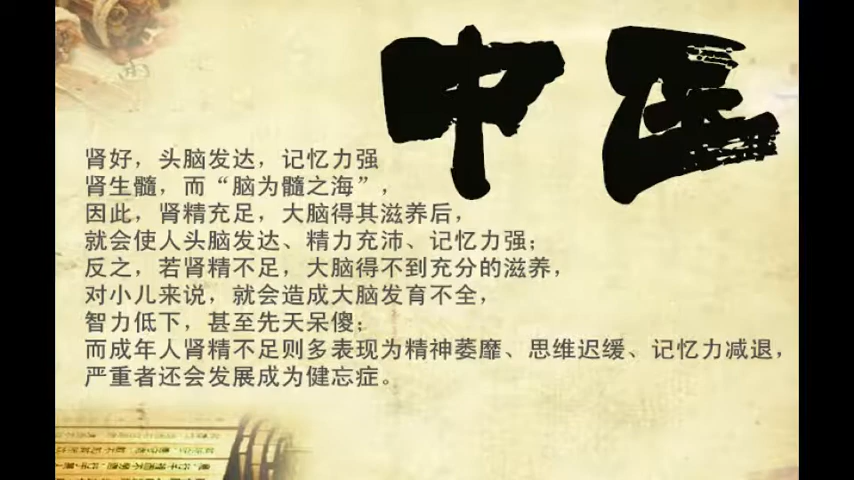 中医
肾好，头脑发达，记忆力强
肾生髓，而“脑为髓之海”，
因此，肾精充足，大脑得其滋养后，
就会使人头脑发达、精力充沛、记忆力强；
反之，若肾精不足，大脑得不到充分的滋养，
对小儿来说，就会造成大脑发育不全，
智力低下，甚至先天呆傻；
而成年人肾精不足则多表现为精神萎靡、思维迟缓、记忆力减退，
严重者还会发展成为健忘症。